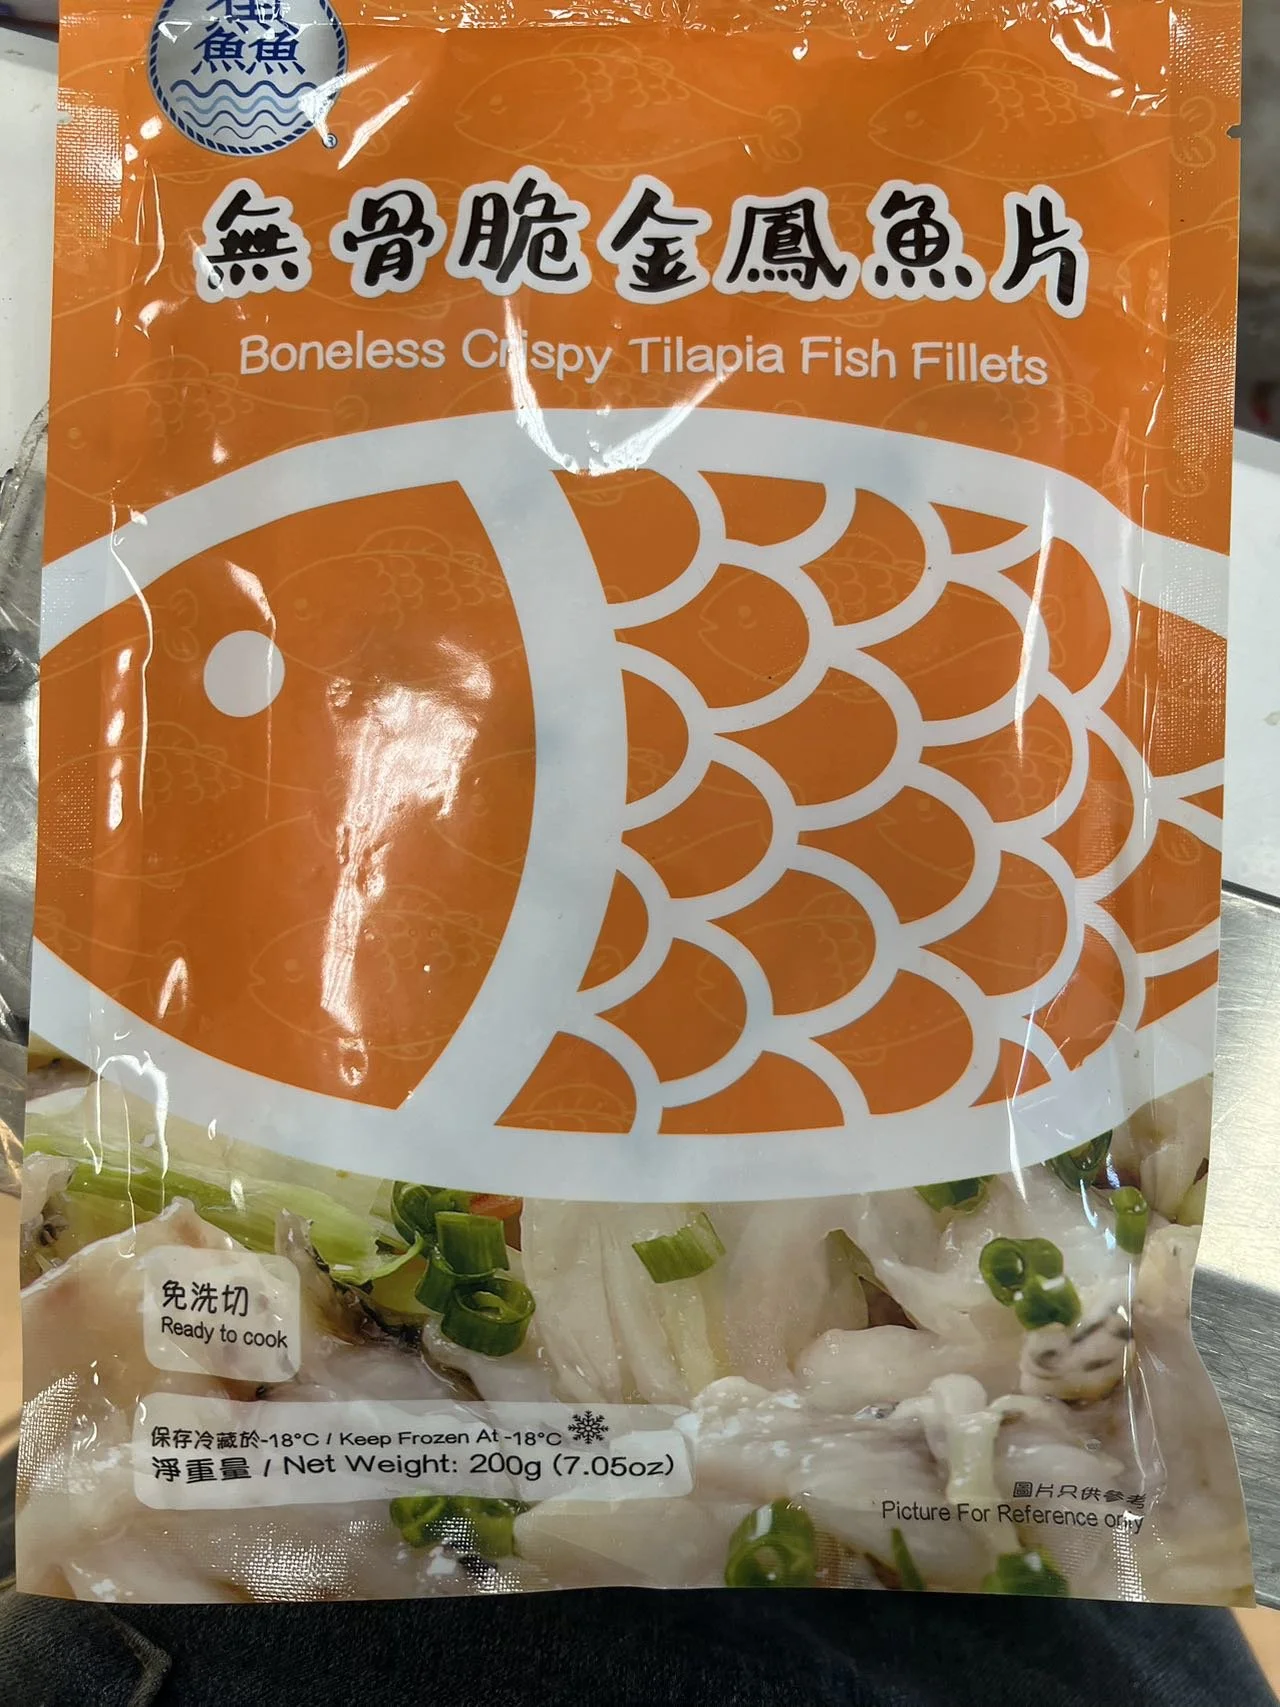 魚魚
®
無骨脆金鳳魚片
Boneless Crispy Tilapia Fish Fillets
免洗切
Ready to cook
保存冷藏於-18°C / Keep Frozen At -18°C
淨重量 / Net Weight: 200g (7.05oz)
圖片只供參考
Picture For Reference only